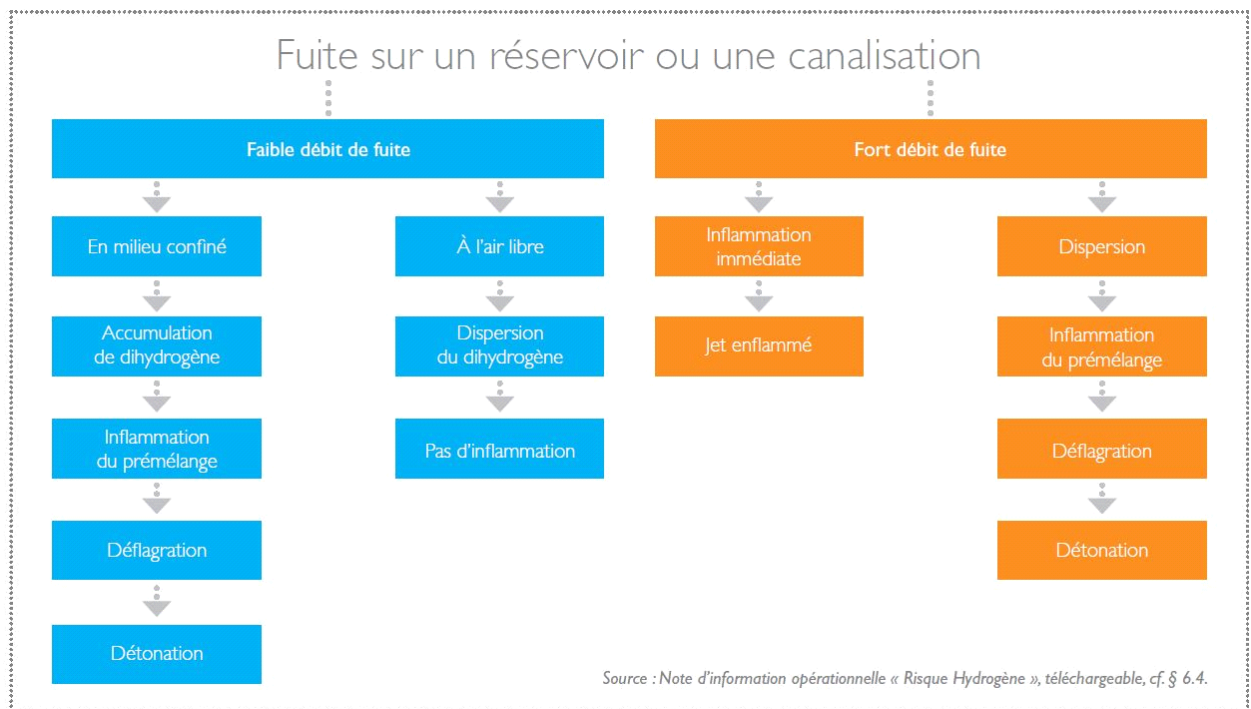 Fuite sur un réservoir ou une canalisation
Faible débit de fuite
Fort débit de fuite
En milieu confiné
À l'air libre
Inflammation
immédiate
Dispersion
Accumulation
de dihydrogène
Dispersion
du dihydrogène
Jet enflammé
Inflammation
du prémélange
Inflammation
du prémélange
Pas d'inflammation
Déflagration
Déflagration
Détonation
Détonation
Source : Note d'information opérationnelle « Risque Hydrogène », téléchargeable, cf. § 6.4.